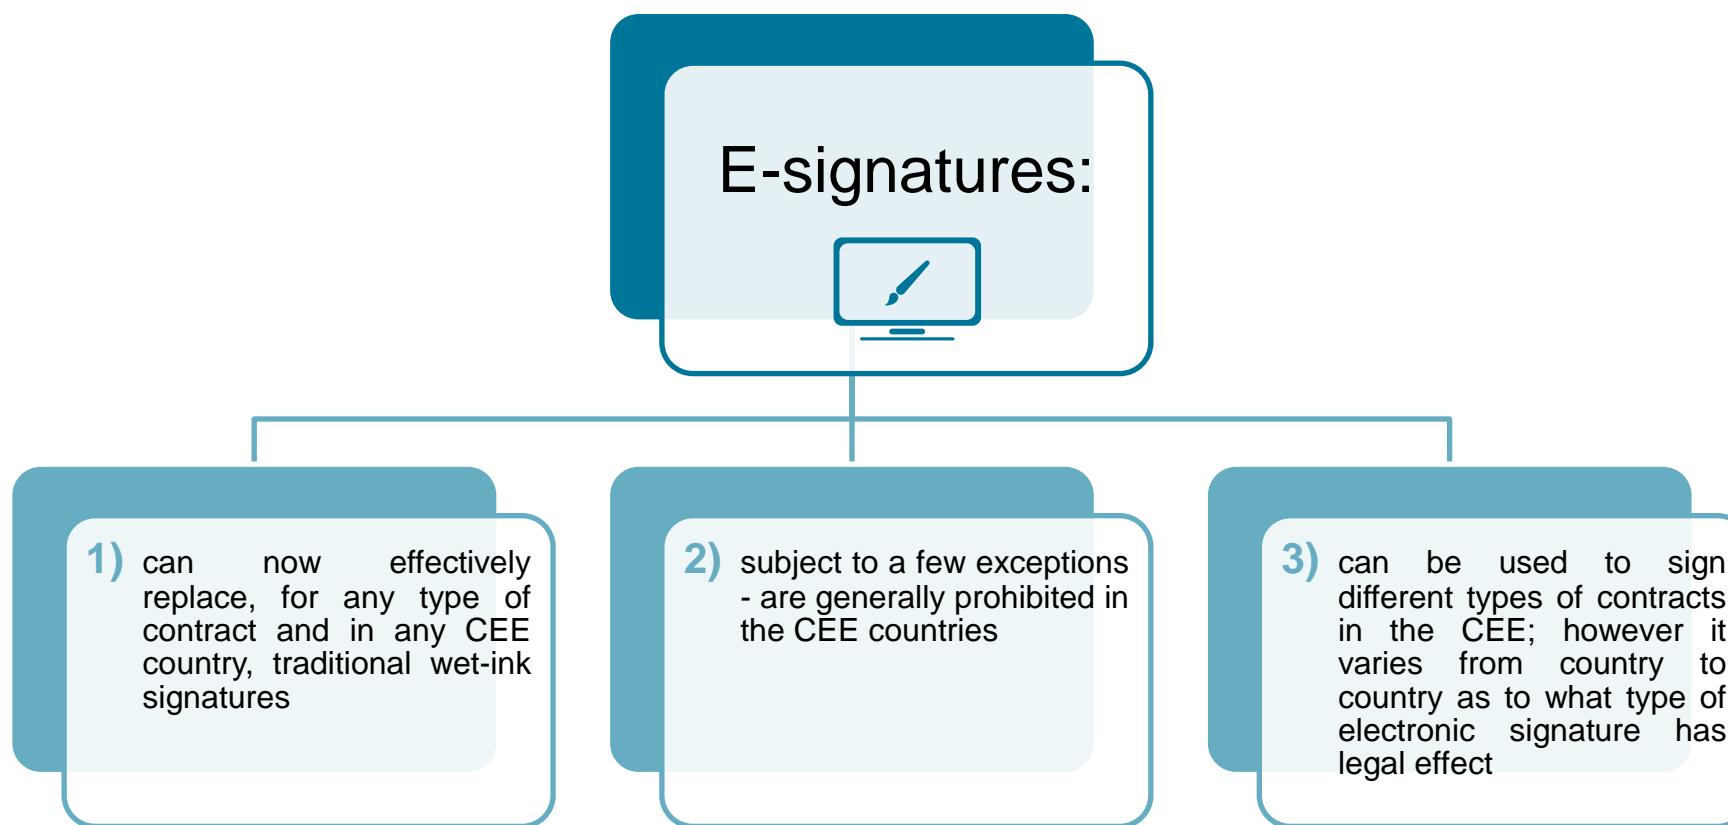 E-signatures:
1) can now effectively
replace, for any type of
contract and in any CEE
country, traditional wet-ink
signatures
2) subject to a few exceptions
- are generally prohibited in
the CEE countries
3) can be used to sign
different types of contracts
in the CEE; however it
varies from country to
country as to what type of
electronic signature has
legal effect